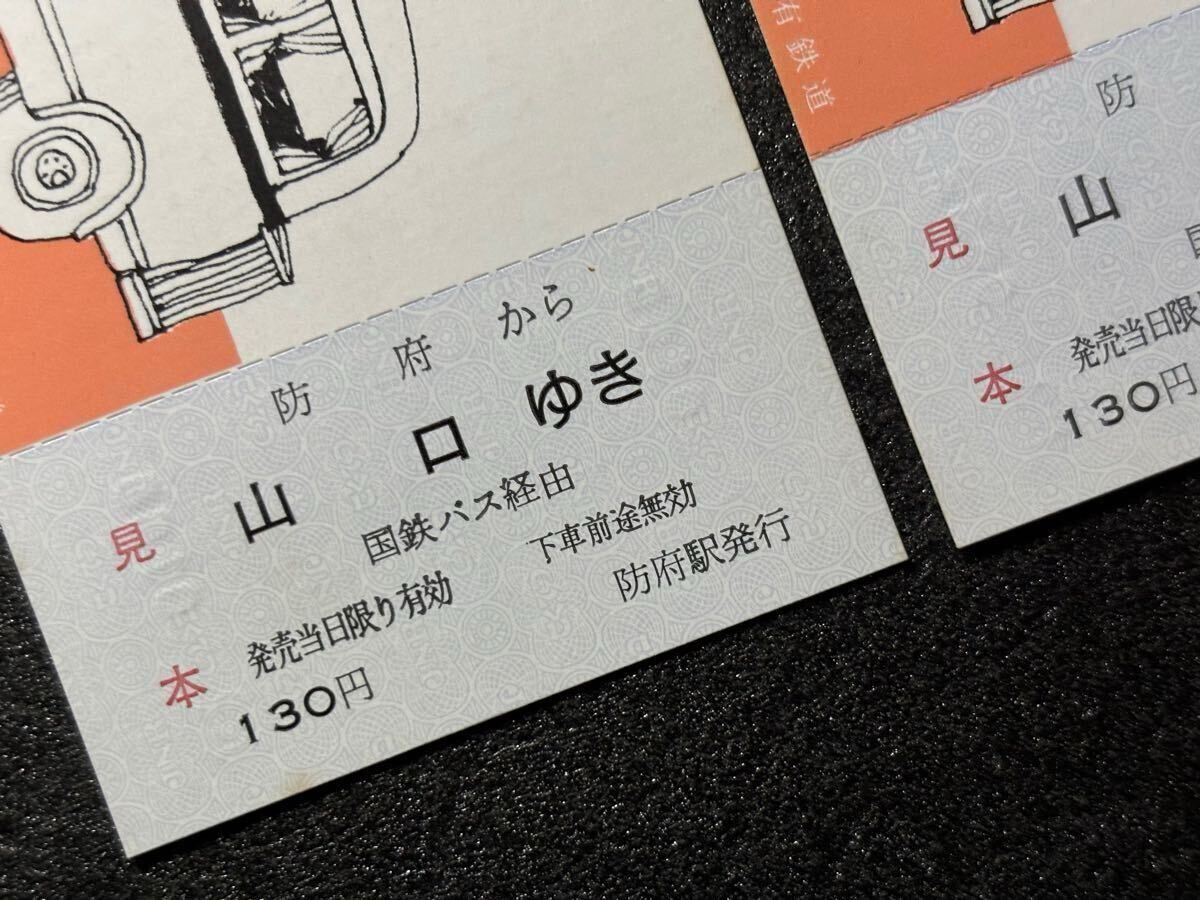 防府から
山口ゆき
国鉄バス経由
発売当日限り有効 下車前途無効
130円 防府駅発行
見本
有鉄道
防
山
発売当日限
130円
見本